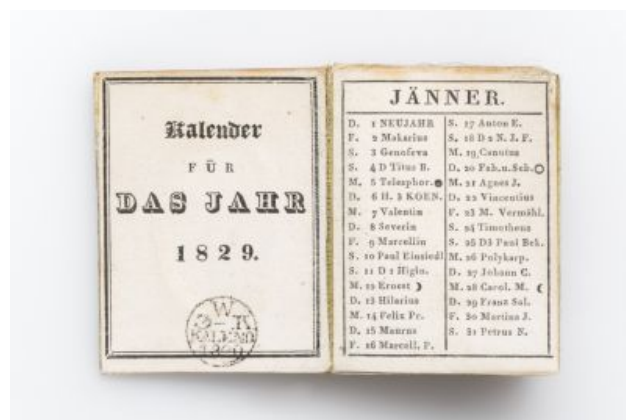 Kalender
FÜR
DAS JAHR
1829.
W
K
JÄNNER.
D. 1 NEUJAHR
F. 2 Makarius
S. 3 Genofeva
S. 4 D Titus B.
M. 5 Telesphor.
D. 6 H. 3 KOEN.
M. 7 Valentin
D. 8 Severin
F. 9 Marcellin
S. 10 Paul Einsiedl
S. 11 D 1 Higin.
M. 12 Ernest
D. 13 Hilarius
M. 14 Felix Pr.
D. 15 Maurus
F. 16 Marcell. P.
S. 17 Anton E.
S. 18 D 2 N. J. F.
M. 19 Canutus
D. 20 Fab. u. Seb.
M. 21 Agnes J.
D. 22 Vincentius
F. 23 M. Vermähl.
S. 24 Timotheus
S. 25 D3 Paul Bek.
M. 26 Polykarp.
D. 27 Johann C.
M. 28 Carol. M.
D. 29 Franz Sal.
F. 30 Martina J.
S. 31 Petrus N.